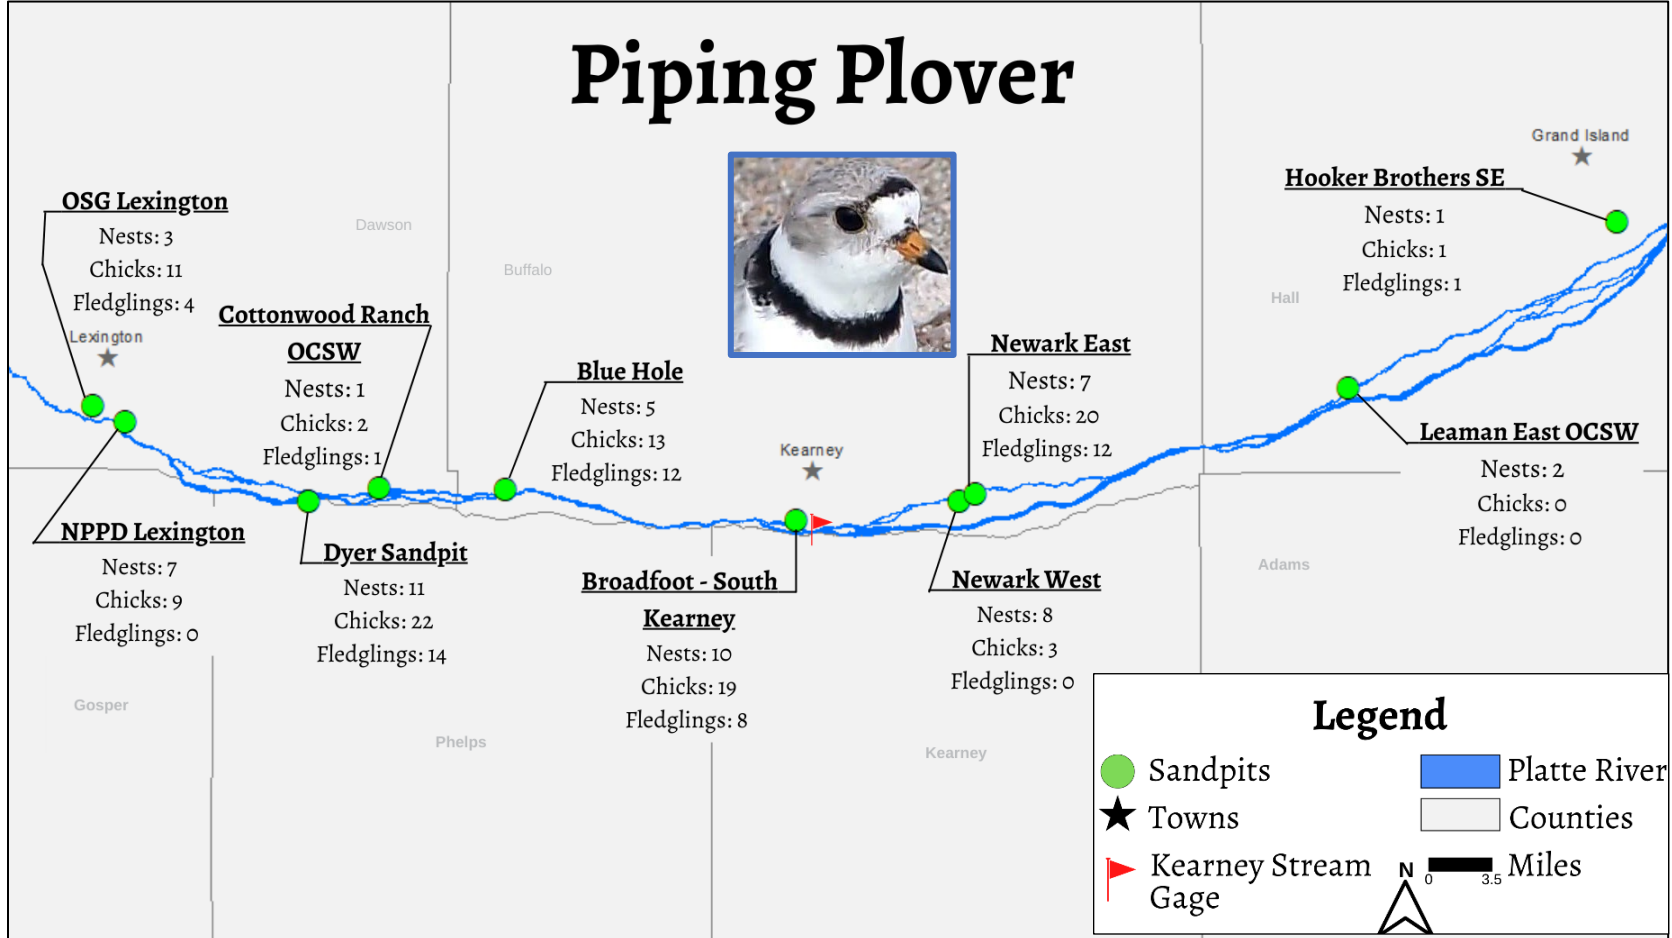 Piping Plover
Grand Island
Hooker Brothers SE
Nests: 1
Chicks: 1
Fledglings: 1
OSG Lexington
Nests: 3
Chicks: 11
Fledglings: 4
Lexington
Dawson
Buffalo
Hall
Cottonwood Ranch
OCSW
Nests: 1
Chicks: 2
Fledglings: 1
Blue Hole
Nests: 5
Chicks: 13
Fledglings: 12
Kearney
Newark East
Nests: 7
Chicks: 20
Fledglings: 12
Leaman East OCSW
Nests: 2
Chicks: 0
Fledglings: 0
NPPD Lexington
Nests: 7
Chicks: 9
Fledglings: 0
Dyer Sandpit
Nests: 11
Chicks: 22
Fledglings: 14
Broadfoot - South
Kearney
Nests: 10
Chicks: 19
Fledglings: 8
Newark West
Nests: 8
Chicks: 3
Fledglings: 0
Adams
Gosper
Phelps
Kearney
Legend
Sandpits
Platte River
Towns
Counties
Kearney Stream
Gage
N
0 3.5
Miles